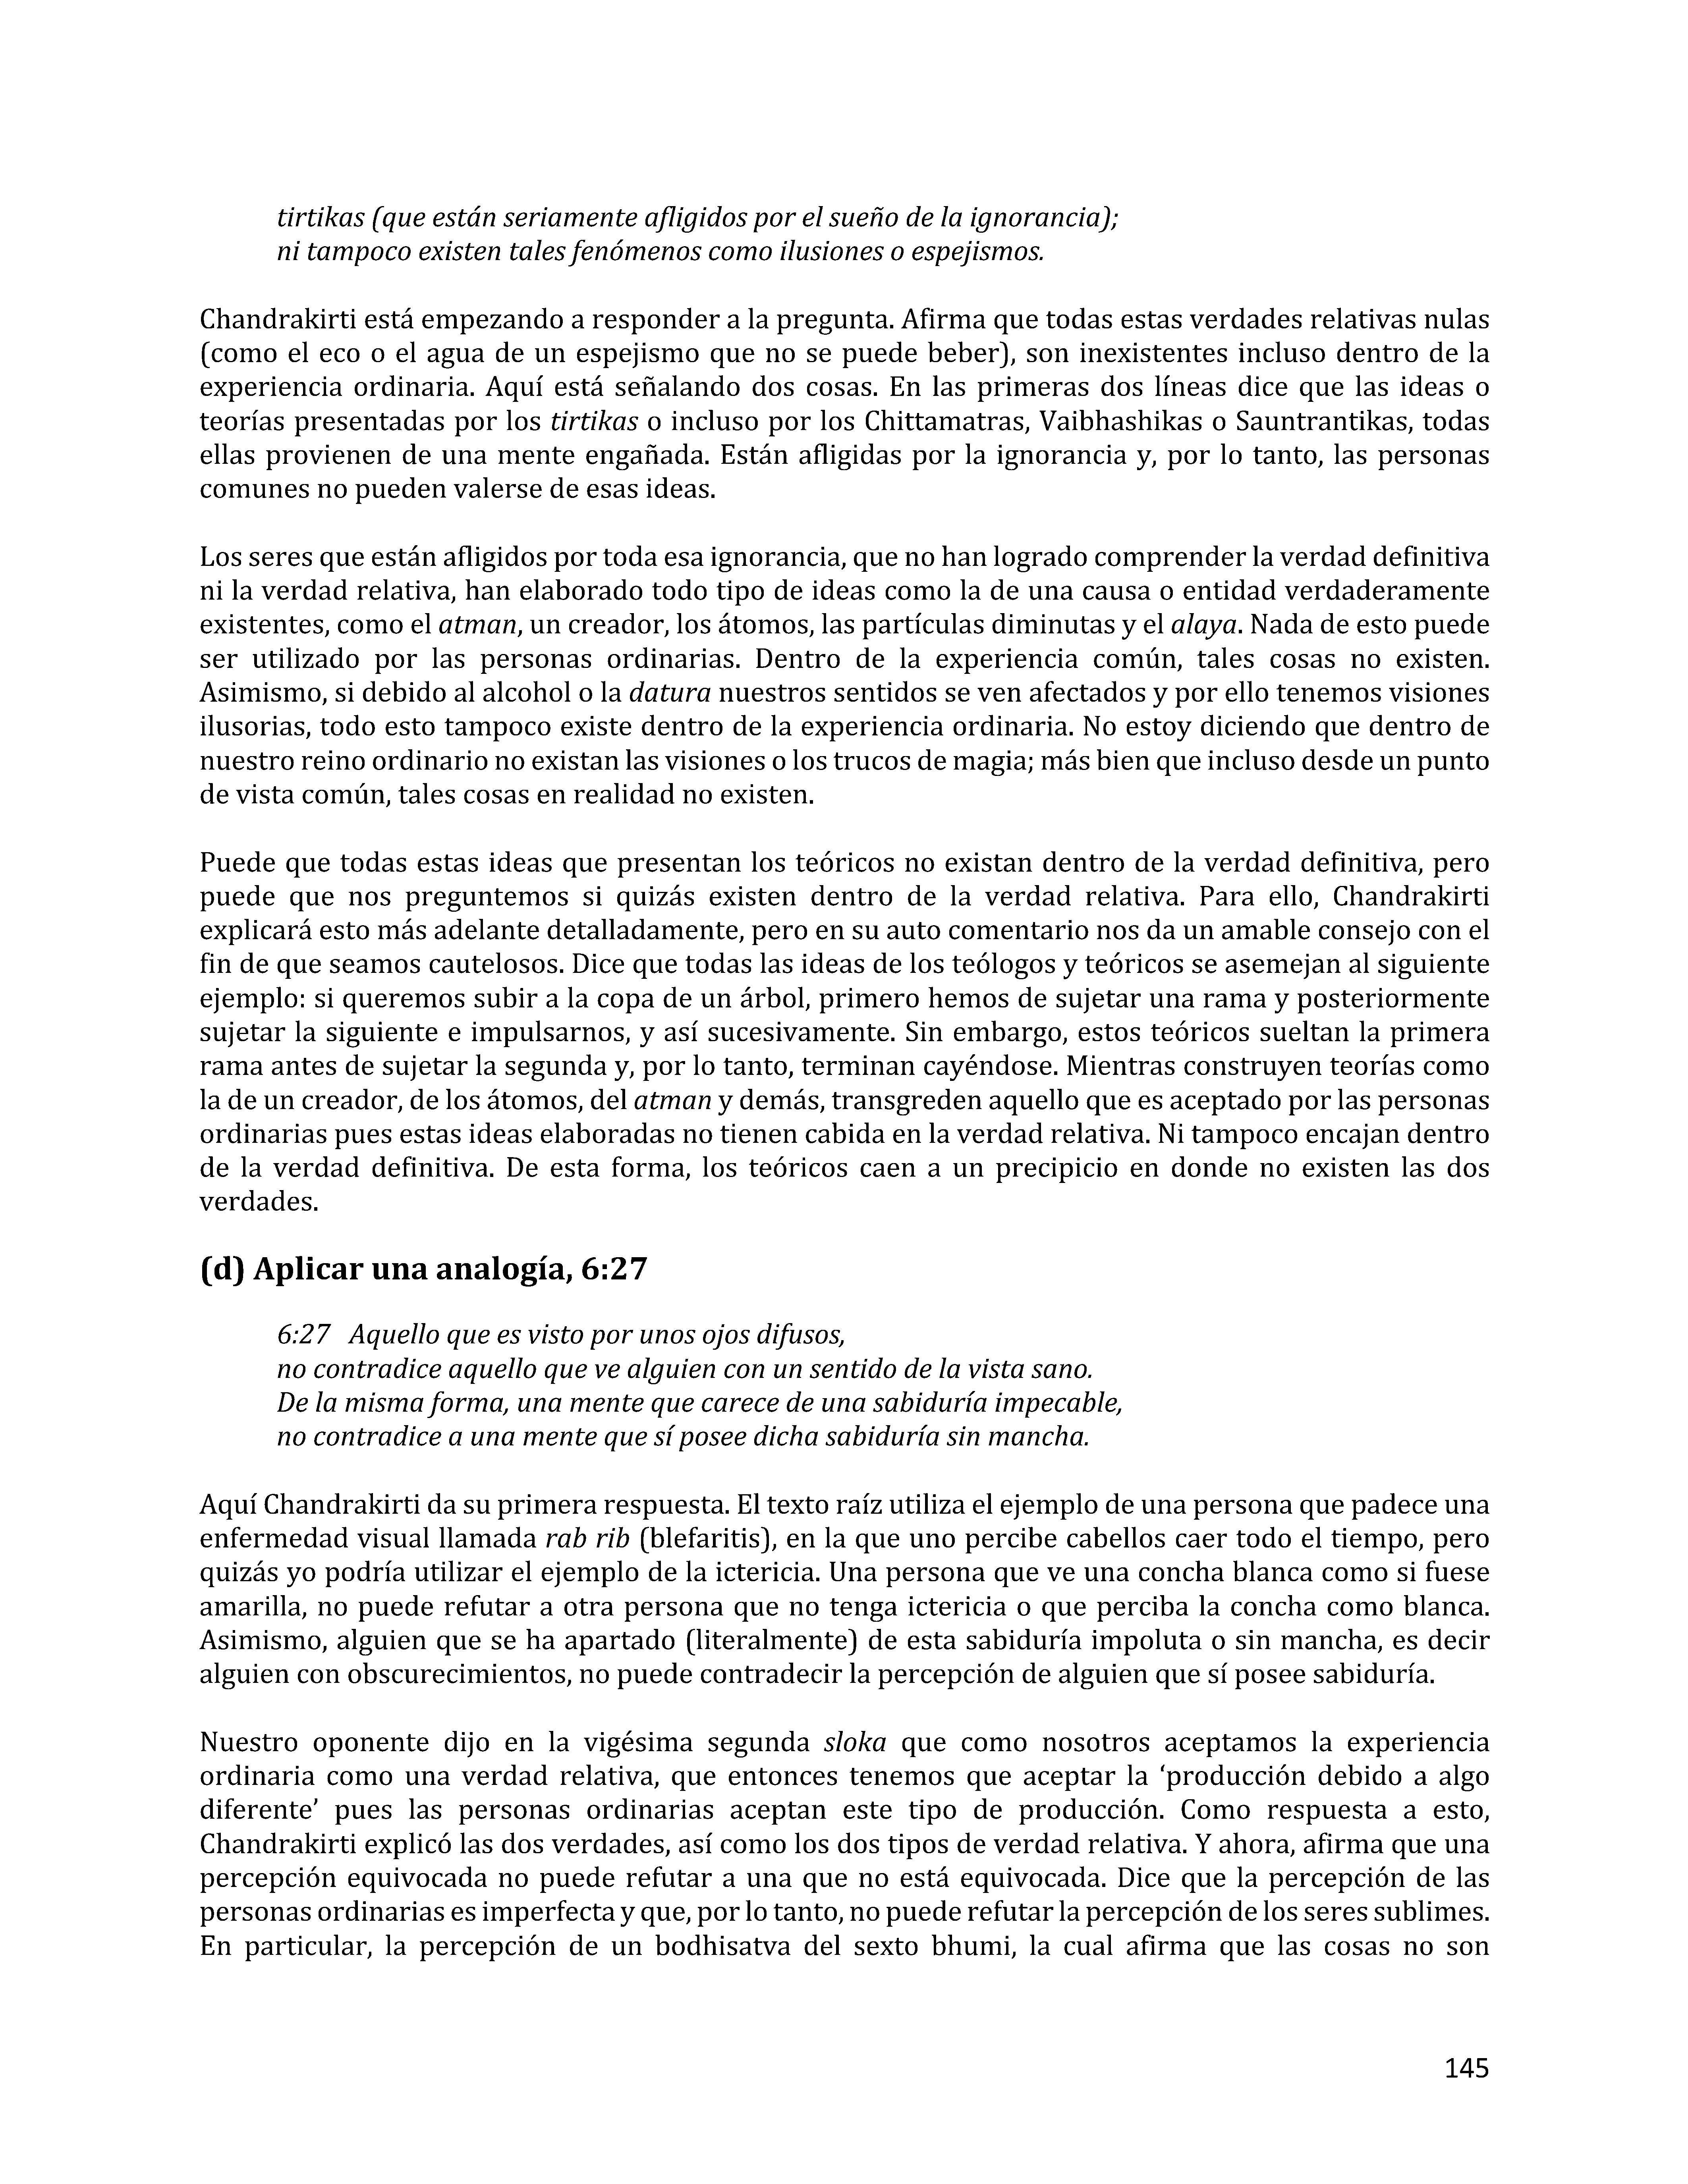 tirtikas (que están seriamente afligidos por el sueño de la ignorancia);
ni tampoco existen tales fenómenos como ilusiones o espejismos.
Chandrakirti está empezando a responder a la pregunta. Afirma que todas estas verdades relativas nulas
(como el eco o el agua de un espejismo que no se puede beber), son inexistentes incluso dentro de la
experiencia ordinaria. Aquí está señalando dos cosas. En las primeras dos líneas dice que las ideas o
teorías presentadas por los tirtikas o incluso por los Chittamatras, Vaibhashikas o Sauntrantikas, todas
ellas provienen de una mente engañada. Están afligidas por la ignorancia y, por lo tanto, las personas
comunes no pueden valerse de esas ideas.
Los seres que están afligidos por toda esa ignorancia, que no han logrado comprender la verdad definitiva
ni la verdad relativa, han elaborado todo tipo de ideas como la de una causa o entidad verdaderamente
existentes, como el atman, un creador, los átomos, las partículas diminutas y el alaya. Nada de esto puede
ser utilizado por las personas ordinarias. Dentro de la experiencia común, tales cosas no existen.
Asimismo, si debido al alcohol o la datura nuestros sentidos se ven afectados y por ello tenemos visiones
ilusorias, todo esto tampoco existe dentro de la experiencia ordinaria. No estoy diciendo que dentro de
nuestro reino ordinario no existan las visiones o los trucos de magia; más bien que incluso desde un punto
de vista común, tales cosas en realidad no existen.
Puede que todas estas ideas que presentan los teóricos no existan dentro de la verdad definitiva, pero
puede que nos preguntemos si quizás existen dentro de la verdad relativa. Para ello, Chandrakirti
explicará esto más adelante detalladamente, pero en su auto comentario nos da un amable consejo con el
fin de que seamos cautelosos. Dice que todas las ideas de los teólogos y teóricos se asemejan al siguiente
ejemplo: si queremos subir a la copa de un árbol, primero hemos de sujetar una rama y posteriormente
sujetar la siguiente e impulsarnos, y así sucesivamente. Sin embargo, estos teóricos sueltan la primera
rama antes de sujetar la segunda y, por lo tanto, terminan cayéndose. Mientras construyen teorías como
la de un creador, de los átomos, del atman y demás, transgreden aquello que es aceptado por las personas
ordinarias pues estas ideas elaboradas no tienen cabida en la verdad relativa. Ni tampoco encajan dentro
de la verdad definitiva. De esta forma, los teóricos caen a un precipicio en donde no existen las dos
verdades.
(d) Aplicar una analogía, 6:27
6:27 Aquello que es visto por unos ojos difusos,
no contradice aquello que ve alguien con un sentido de la vista sano.
De la misma forma, una mente que carece de una sabiduría impecable,
no contradice a una mente que sí posee dicha sabiduría sin mancha.
Aquí Chandrakirti da su primera respuesta. El texto raíz utiliza el ejemplo de una persona que padece una
enfermedad visual llamada rab rib (blefaritis), en la que uno percibe cabellos caer todo el tiempo, pero
quizás yo podría utilizar el ejemplo de la ictericia. Una persona que ve una concha blanca como si fuese
amarilla, no puede refutar a otra persona que no tenga ictericia o que perciba la concha como blanca.
Asimismo, alguien que se ha apartado (literalmente) de esta sabiduría impoluta o sin mancha, es decir
alguien con obscurecimientos, no puede contradecir la percepción de alguien que sí posee sabiduría.
Nuestro oponente dijo en la vigésima segunda sloka que como nosotros aceptamos la experiencia
ordinaria como una verdad relativa, que entonces tenemos que aceptar la ‘producción debido a algo
diferente’ pues las personas ordinarias aceptan este tipo de producción. Como respuesta a esto,
Chandrakirti explicó las dos verdades, así como los dos tipos de verdad relativa. Y ahora, afirma que una
percepción equivocada no puede refutar a una que no está equivocada. Dice que la percepción de las
personas ordinarias es imperfecta y que, por lo tanto, no puede refutar la percepción de los seres sublimes.
En particular, la percepción de un bodhisatva del sexto bhumi, la cual afirma que las cosas no son
145